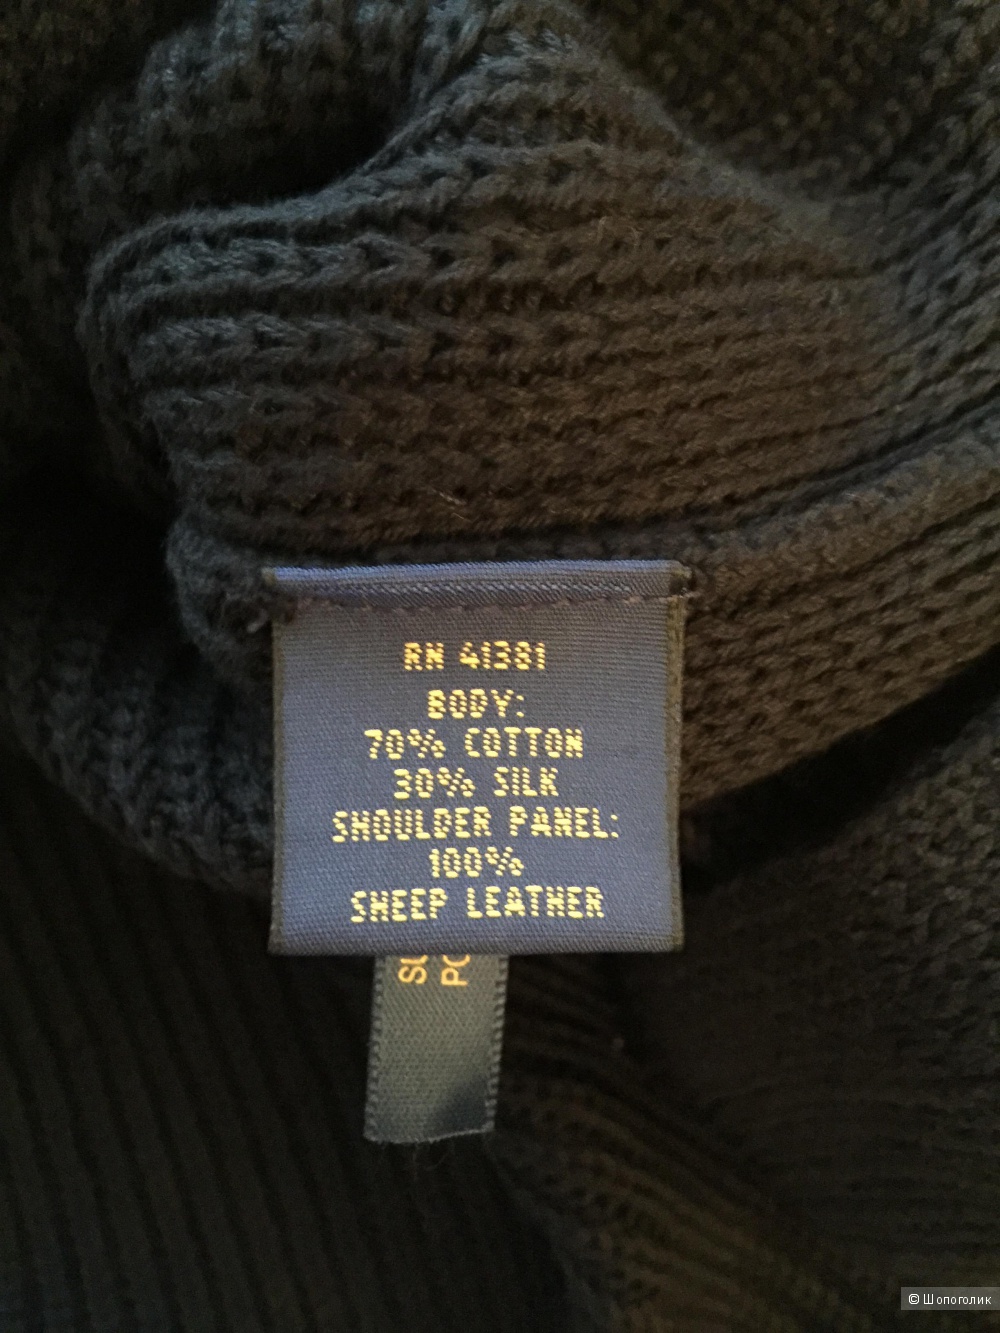 RN 41381
BODY:
70% COTTON
30% SILK
SHOULDER PANEL:
100%
SHEEP LEATHER
© Шопоголик